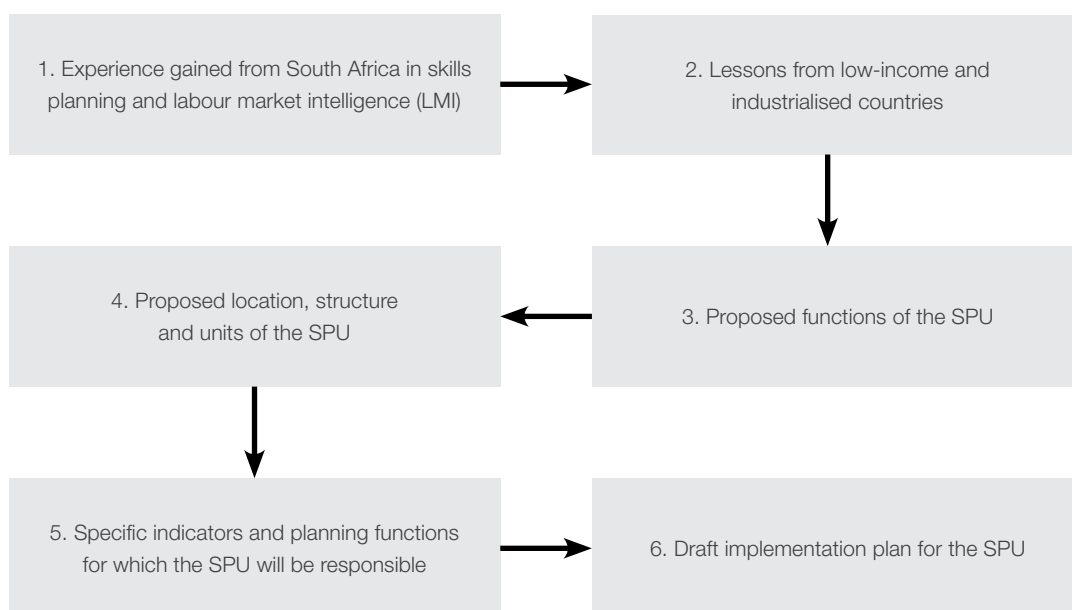 1. Experience gained from South Africa in skills
planning and labour market intelligence (LMI)
2. Lessons from low-income and
industrialised countries
3. Proposed functions of the SPU
4. Proposed location, structure
and units of the SPU
5. Specific indicators and planning functions
for which the SPU will be responsible
6. Draft implementation plan for the SPU